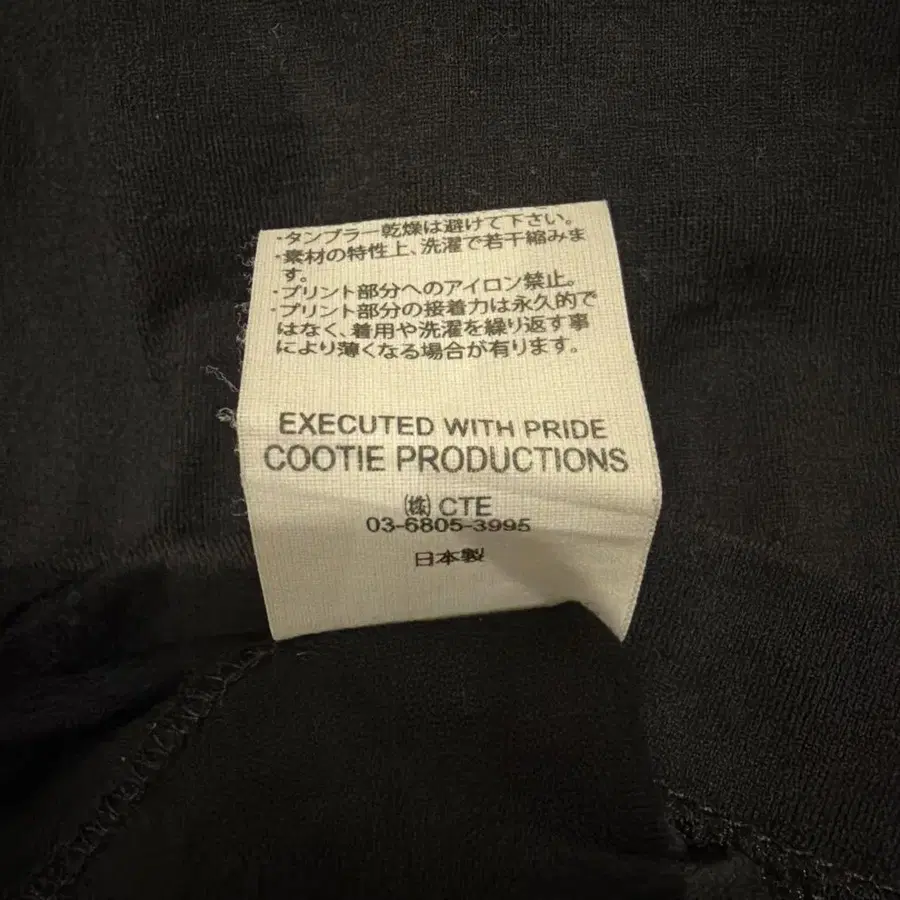 ・タンブラー乾燥は避けて下さい。
・素材の特性上、洗濯で若干縮みま
す。
・プリント部分へのアイロン禁止。
・プリント部分の接着力は永久的で
はなく、着用や洗濯を繰り返す事
により薄くなる場合が有ります。
EXECUTED WITH PRIDE
COOTIE PRODUCTIONS
㈱ CTE
03-6805-3995
日本製